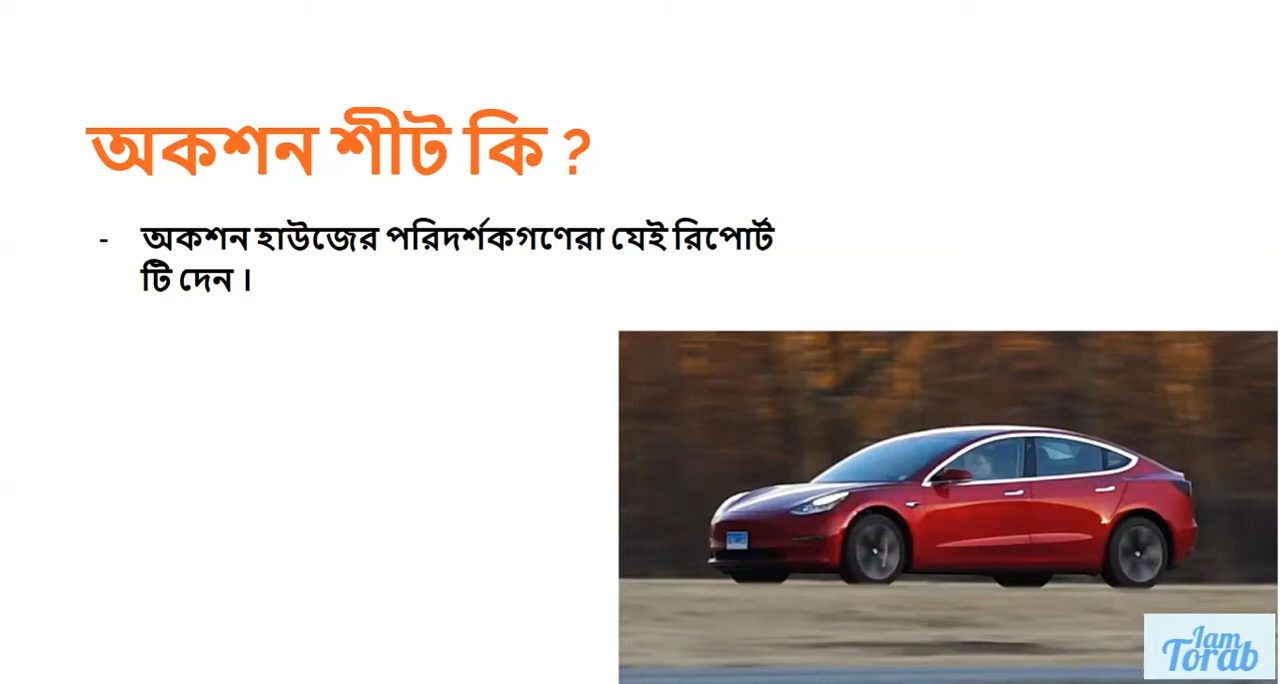 অকশন শীট কি ?
- অকশন হাউজের পরিদর্শকগণেরা যেই রিপোর্ট
টি দেন ।
Iam
Torab